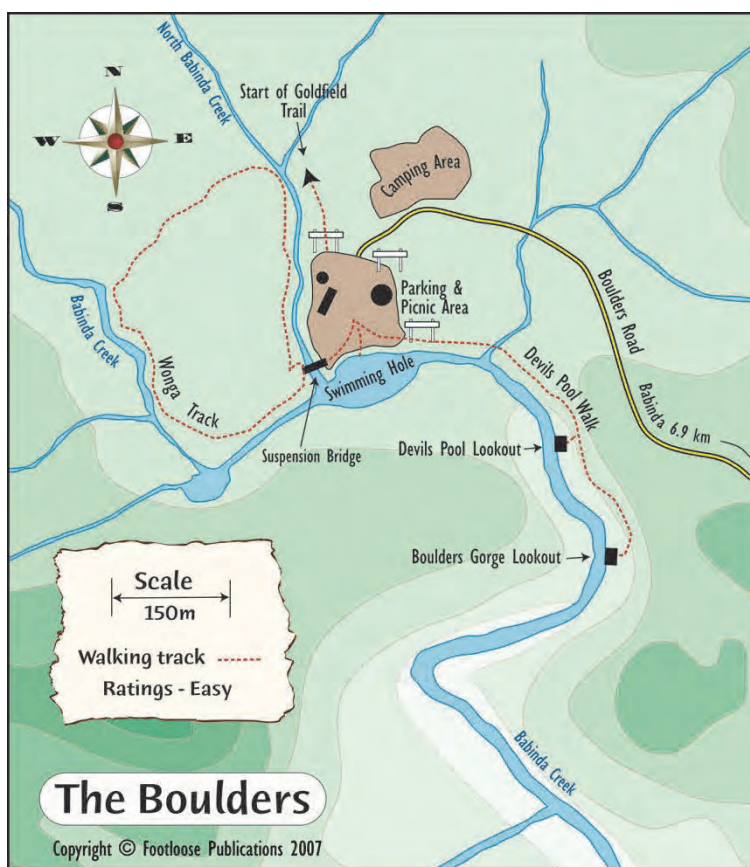 North Babinda Creek
Start of Goldfield
Trail
N
W
E
S
Camping Area
Parking &
Picnic Area
Boulders Road
Babinda 6.9 km
Babinda Creek
Wonga Track
Swimming Hole
Devils Pool Walk
Suspension Bridge
Devils Pool Lookout
Boulders Gorge Lookout
Scale
150m
Walking track
Ratings - Easy
Babinda Creek
The Boulders
Copyright © Footloose Publications 2007